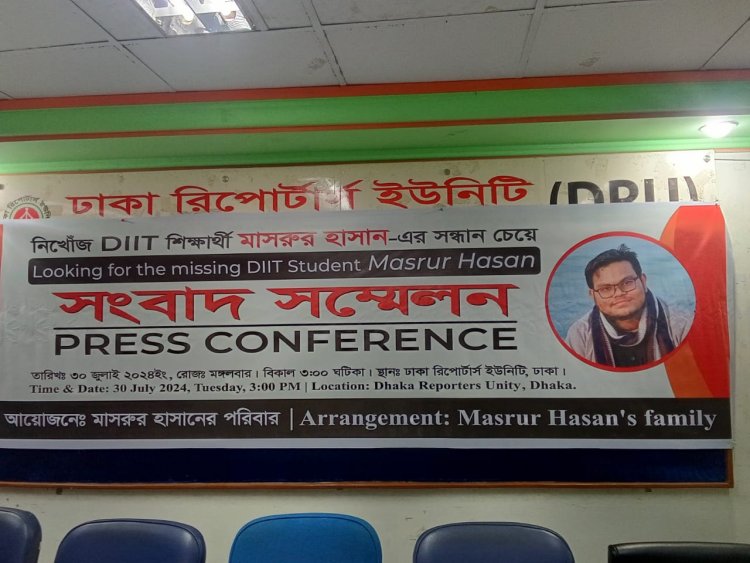 ঢাকা রিপোর্টার্স ইউনিটি (DRU)
নিখোঁজ DIIT শিক্ষার্থী মাসরুর হাসান-এর সন্ধান চেয়ে
Looking for the missing DIIT Student Masrur Hasan
সংবাদ সম্মেলন
PRESS CONFERENCE
তারিখঃ ৩০ জুলাই ২০২৪ইং, রোজঃ মঙ্গলবার। বিকাল ৩:০০ ঘটিকা। স্থানঃ ঢাকা রিপোর্টার্স ইউনিটি, ঢাকা।
Time & Date: 30 July 2024, Tuesday, 3:00 PM | Location: Dhaka Reporters Unity, Dhaka.
আয়োজনেঃ মাসরুর হাসানের পরিবার | Arrangement: Masrur Hasan's family